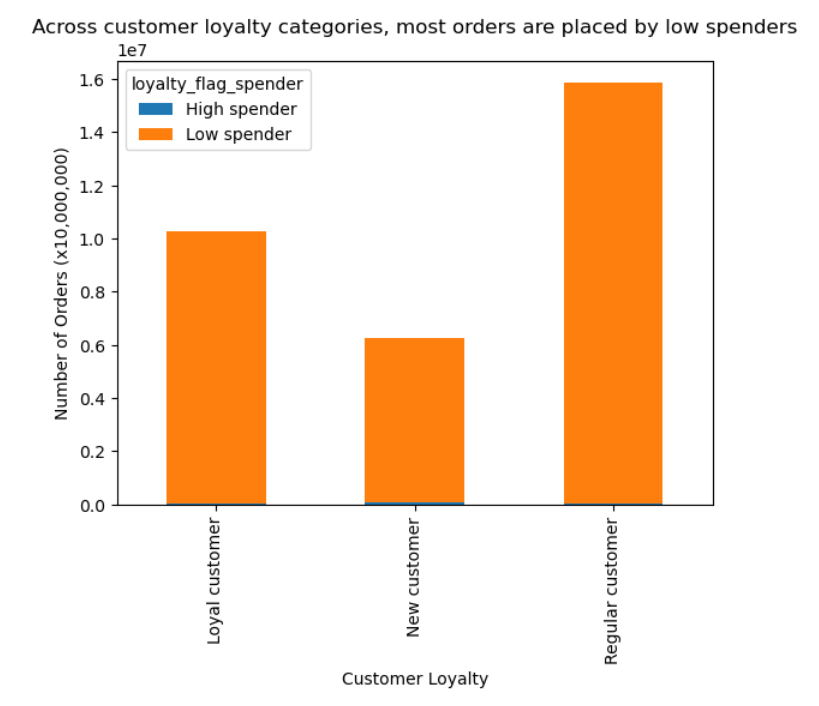 Across customer loyalty categories, most orders are placed by low spenders
1e7
loyalty_flag_spender
High spender
Low spender
1.6
1.4
1.2
1.0
0.8
0.6
0.4
0.2
0.0
Number of Orders (x10,000,000)
Loyal customer
New customer
Regular customer
Customer Loyalty